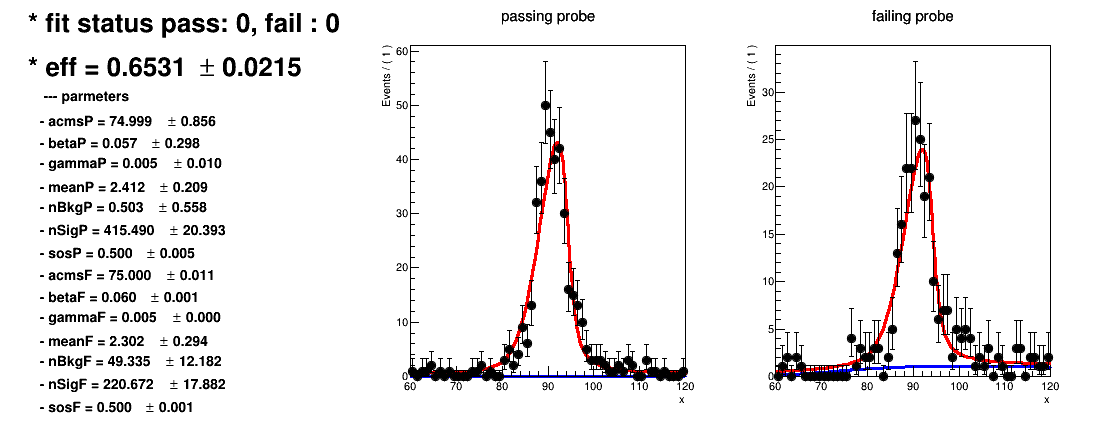 * fit status pass: 0, fail : 0
* eff = 0.6531 ± 0.0215
--- parmeters
- acmsP = 74.999 ± 0.856
- betaP = 0.057 ± 0.298
- gammaP = 0.005 ± 0.010
- meanP = 2.412 ± 0.209
- nBkgP = 0.503 ± 0.558
- nSigP = 415.490 ± 20.393
- sosP = 0.500 ± 0.005
- acmsF = 75.000 ± 0.011
- betaF = 0.060 ± 0.001
- gammaF = 0.005 ± 0.000
- meanF = 2.302 ± 0.294
- nBkgF = 49.335 ± 12.182
- nSigF = 220.672 ± 17.882
- sosF = 0.500 ± 0.001
passing probe
Events / ( 1 )
60
50
40
30
20
10
0
60 70 80 90 100 110 120
x
failing probe
Events / ( 1 )
30
25
20
15
10
5
0
60 70 80 90 100 110 120
x